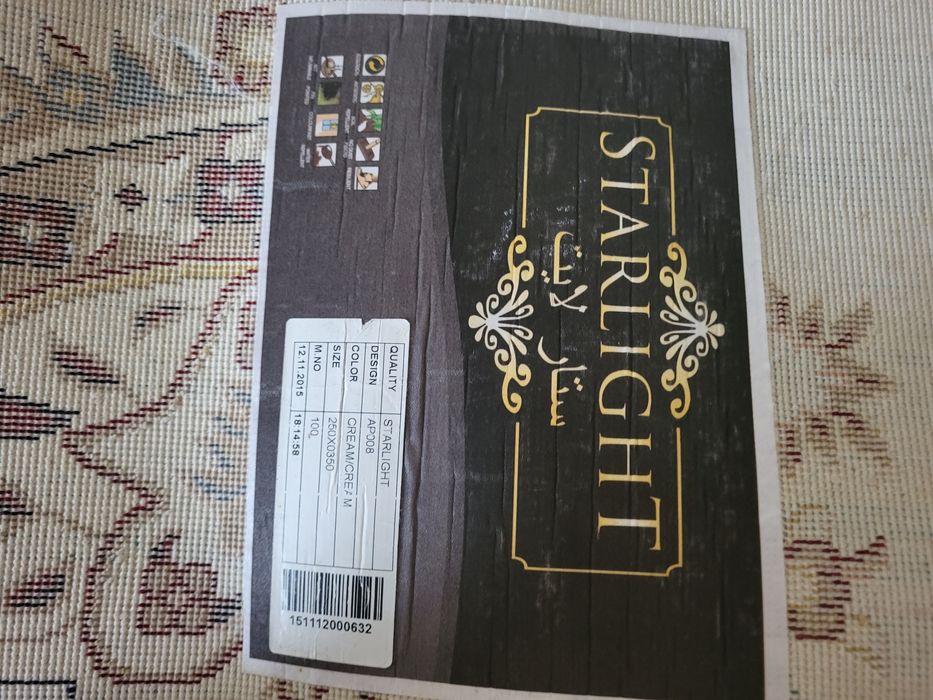 STARLIGHT
ستار لايت
QUALITY STARLIGHT
DESIGN AP008
COLOR CREAM/CREAM
SIZE 250X0350
M.NO 100
12.11.2015 18:14:58
151112000632